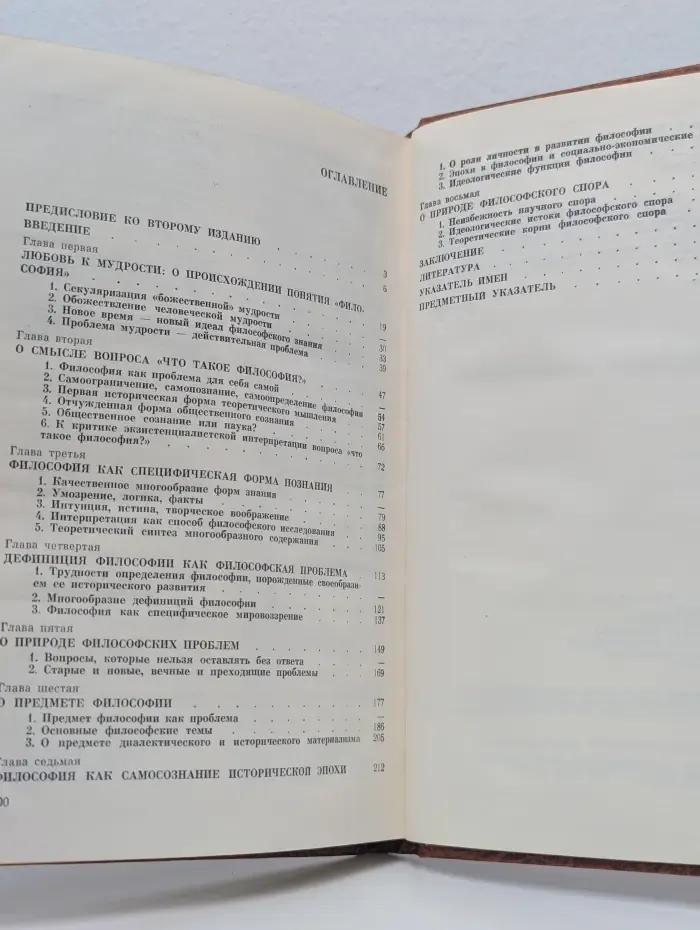 ОГЛАВЛЕНИЕ
ПРЕДИСЛОВИЕ КО ВТОРОМУ ИЗДАНИЮ 3
ВВЕДЕНИЕ 6
Глава первая
ЛЮБОВЬ К МУДРОСТИ: О ПРОИСХОЖДЕНИИ ПОНЯТИЯ «ФИЛО-
СОФИЯ» 19
1. Секуляризация «божественной» мудрости —
2. Обожествление человеческой мудрости 30
3. Новое время — новый идеал философского знания 33
4. Проблема мудрости — действительная проблема 39
Глава вторая
О СМЫСЛЕ ВОПРОСА «ЧТО ТАКОЕ ФИЛОСОФИЯ?» 47
1. Философия как проблема для себя самой —
2. Самоограничение, самопознание, самоопределение философии 54
3. Первая историческая форма теоретического мышления 57
4. Отчужденная форма общественного сознания 61
5. Общественное сознание или наука? 66
6. К критике экзистенциалистской интерпретации вопроса «что
такое философия?» 72
Глава третья
ФИЛОСОФИЯ КАК СПЕЦИФИЧЕСКАЯ ФОРМА ПОЗНАНИЯ 77
1. Качественное многообразие форм знания —
2. Умозрение, логика, факты 79
3. Интуиция, истина, творческое воображение 88
4. Интерпретация как способ философского исследования 95
5. Теоретический синтез многообразного содержания 105
Глава четвертая
ДЕФИНИЦИЯ ФИЛОСОФИИ КАК ФИЛОСОФСКАЯ ПРОБЛЕМА 113
1. Трудности определения философии, порожденные своеобрази-
ем ее исторического развития —
2. Многообразие дефиниций философии 121
3. Философия как специфическое мировоззрение 137
Глава пятая
О ПРИРОДЕ ФИЛОСОФСКИХ ПРОБЛЕМ 149
1. Вопросы, которые нельзя оставлять без ответа —
2. Старые и новые, вечные и преходящие проблемы 169
Глава шестая
О ПРЕДМЕТЕ ФИЛОСОФИИ 177
1. Предмет философии как проблема —
2. Основные философские темы 186
3. О предмете диалектического и исторического материализма 205
Глава седьмая
ФИЛОСОФИЯ КАК САМОСОЗНАНИЕ ИСТОРИЧЕСКОЙ ЭПОХИ 212
00
1. О роли личности в развитии философии
2. Эпохи в философии и социально-экономические
3. Идеологические функции философии
Глава восьмая
О ПРИРОДЕ ФИЛОСОФСКОГО СПОРА
1. Неизбежность научного спора
2. Идеологические истоки философского спора
3. Теоретические корни философского спора
ЗАКЛЮЧЕНИЕ
ЛИТЕРАТУРА
УКАЗАТЕЛЬ ИМЕН
ПРЕДМЕТНЫЙ УКАЗАТЕЛЬ